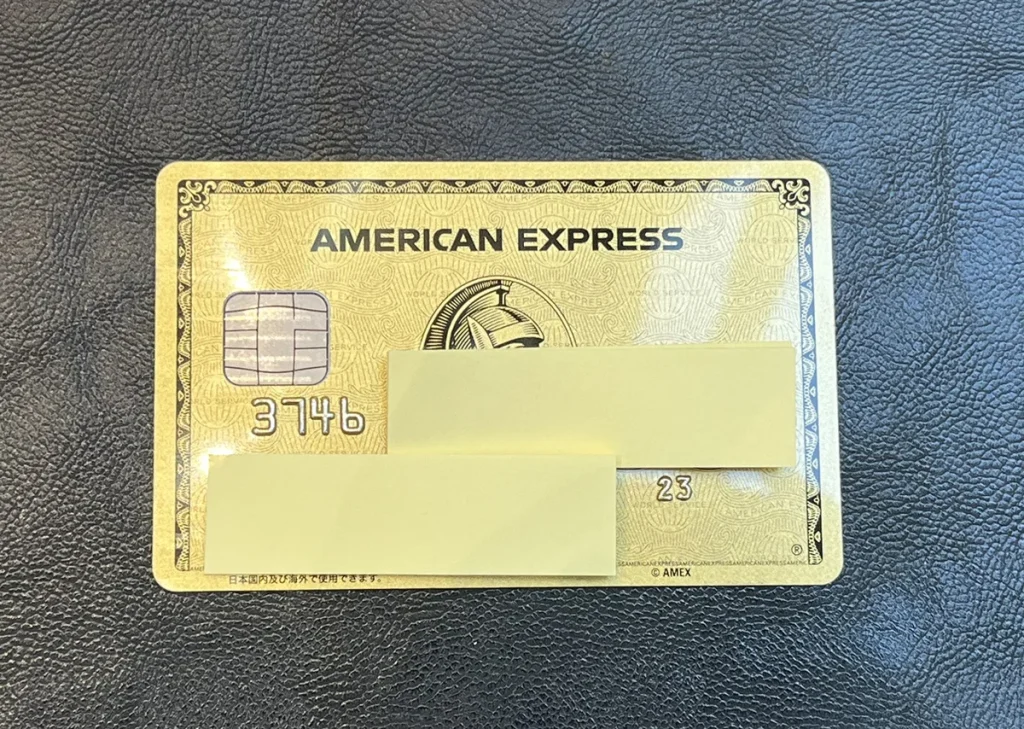 AMERICAN EXPRESS
3746
23
®
SAMERICANEXPRESSAMERICANEXPRESSAMERICANEXPRESSAMERIC
© AMEX
日本国内及び海外で使用できます。